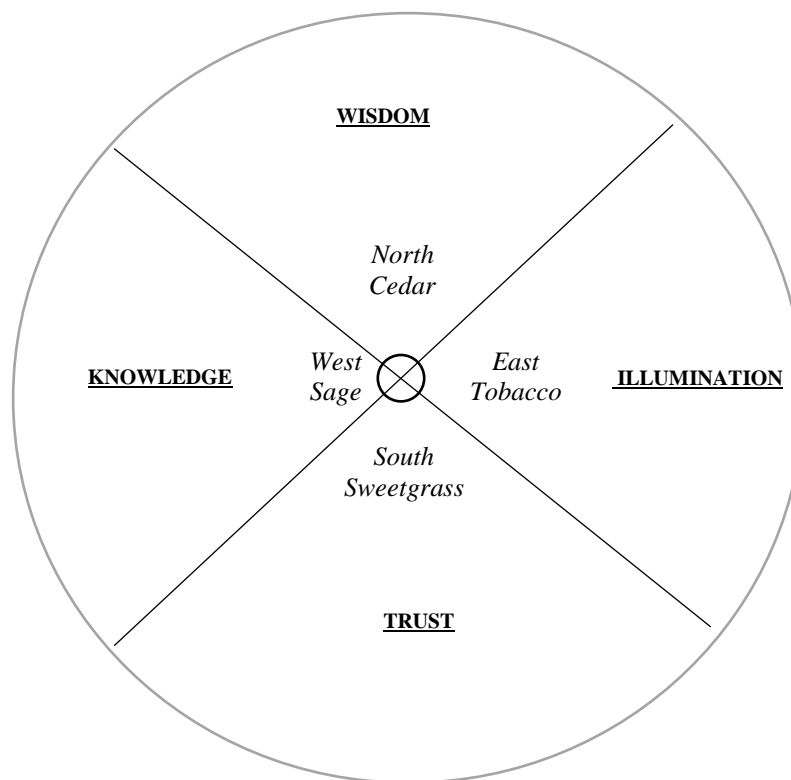 WISDOM
North
Cedar
KNOWLEDGE
West
Sage
East
Tobacco
ILLUMINATION
South
Sweetgrass
TRUST